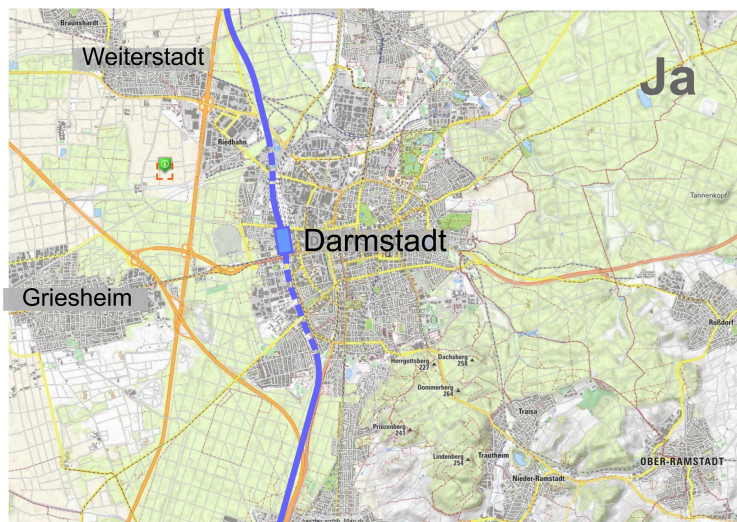 Braunshardt
Weiterstadt
Ja
Riedbahn
Tannenkopf
Darmstadt
Griesheim
Roßdorf
Herrgottsberg
227
Dachsberg
258
Dommerberg
264
Traisa
Prinzenberg
241
Lindenberg
254
Trautheim
OBER-RAMSTADT
Nieder-Ramstadt